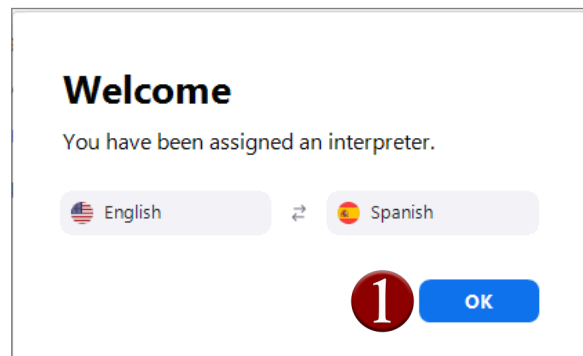 Welcome
You have been assigned an interpreter.
English ⇄ Spanish
1 OK